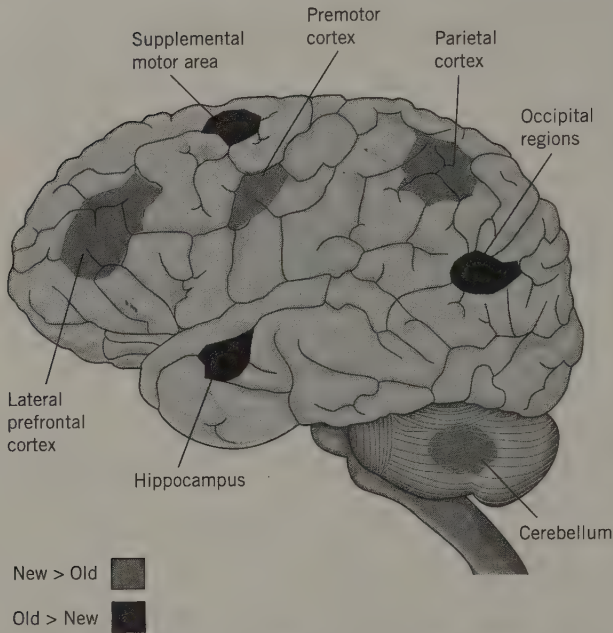 Supplemental
motor area
Premotor
cortex
Parietal
cortex
Occipital
regions
Lateral
prefrontal
cortex
Hippocampus
Cerebellum
New > Old
Old > New